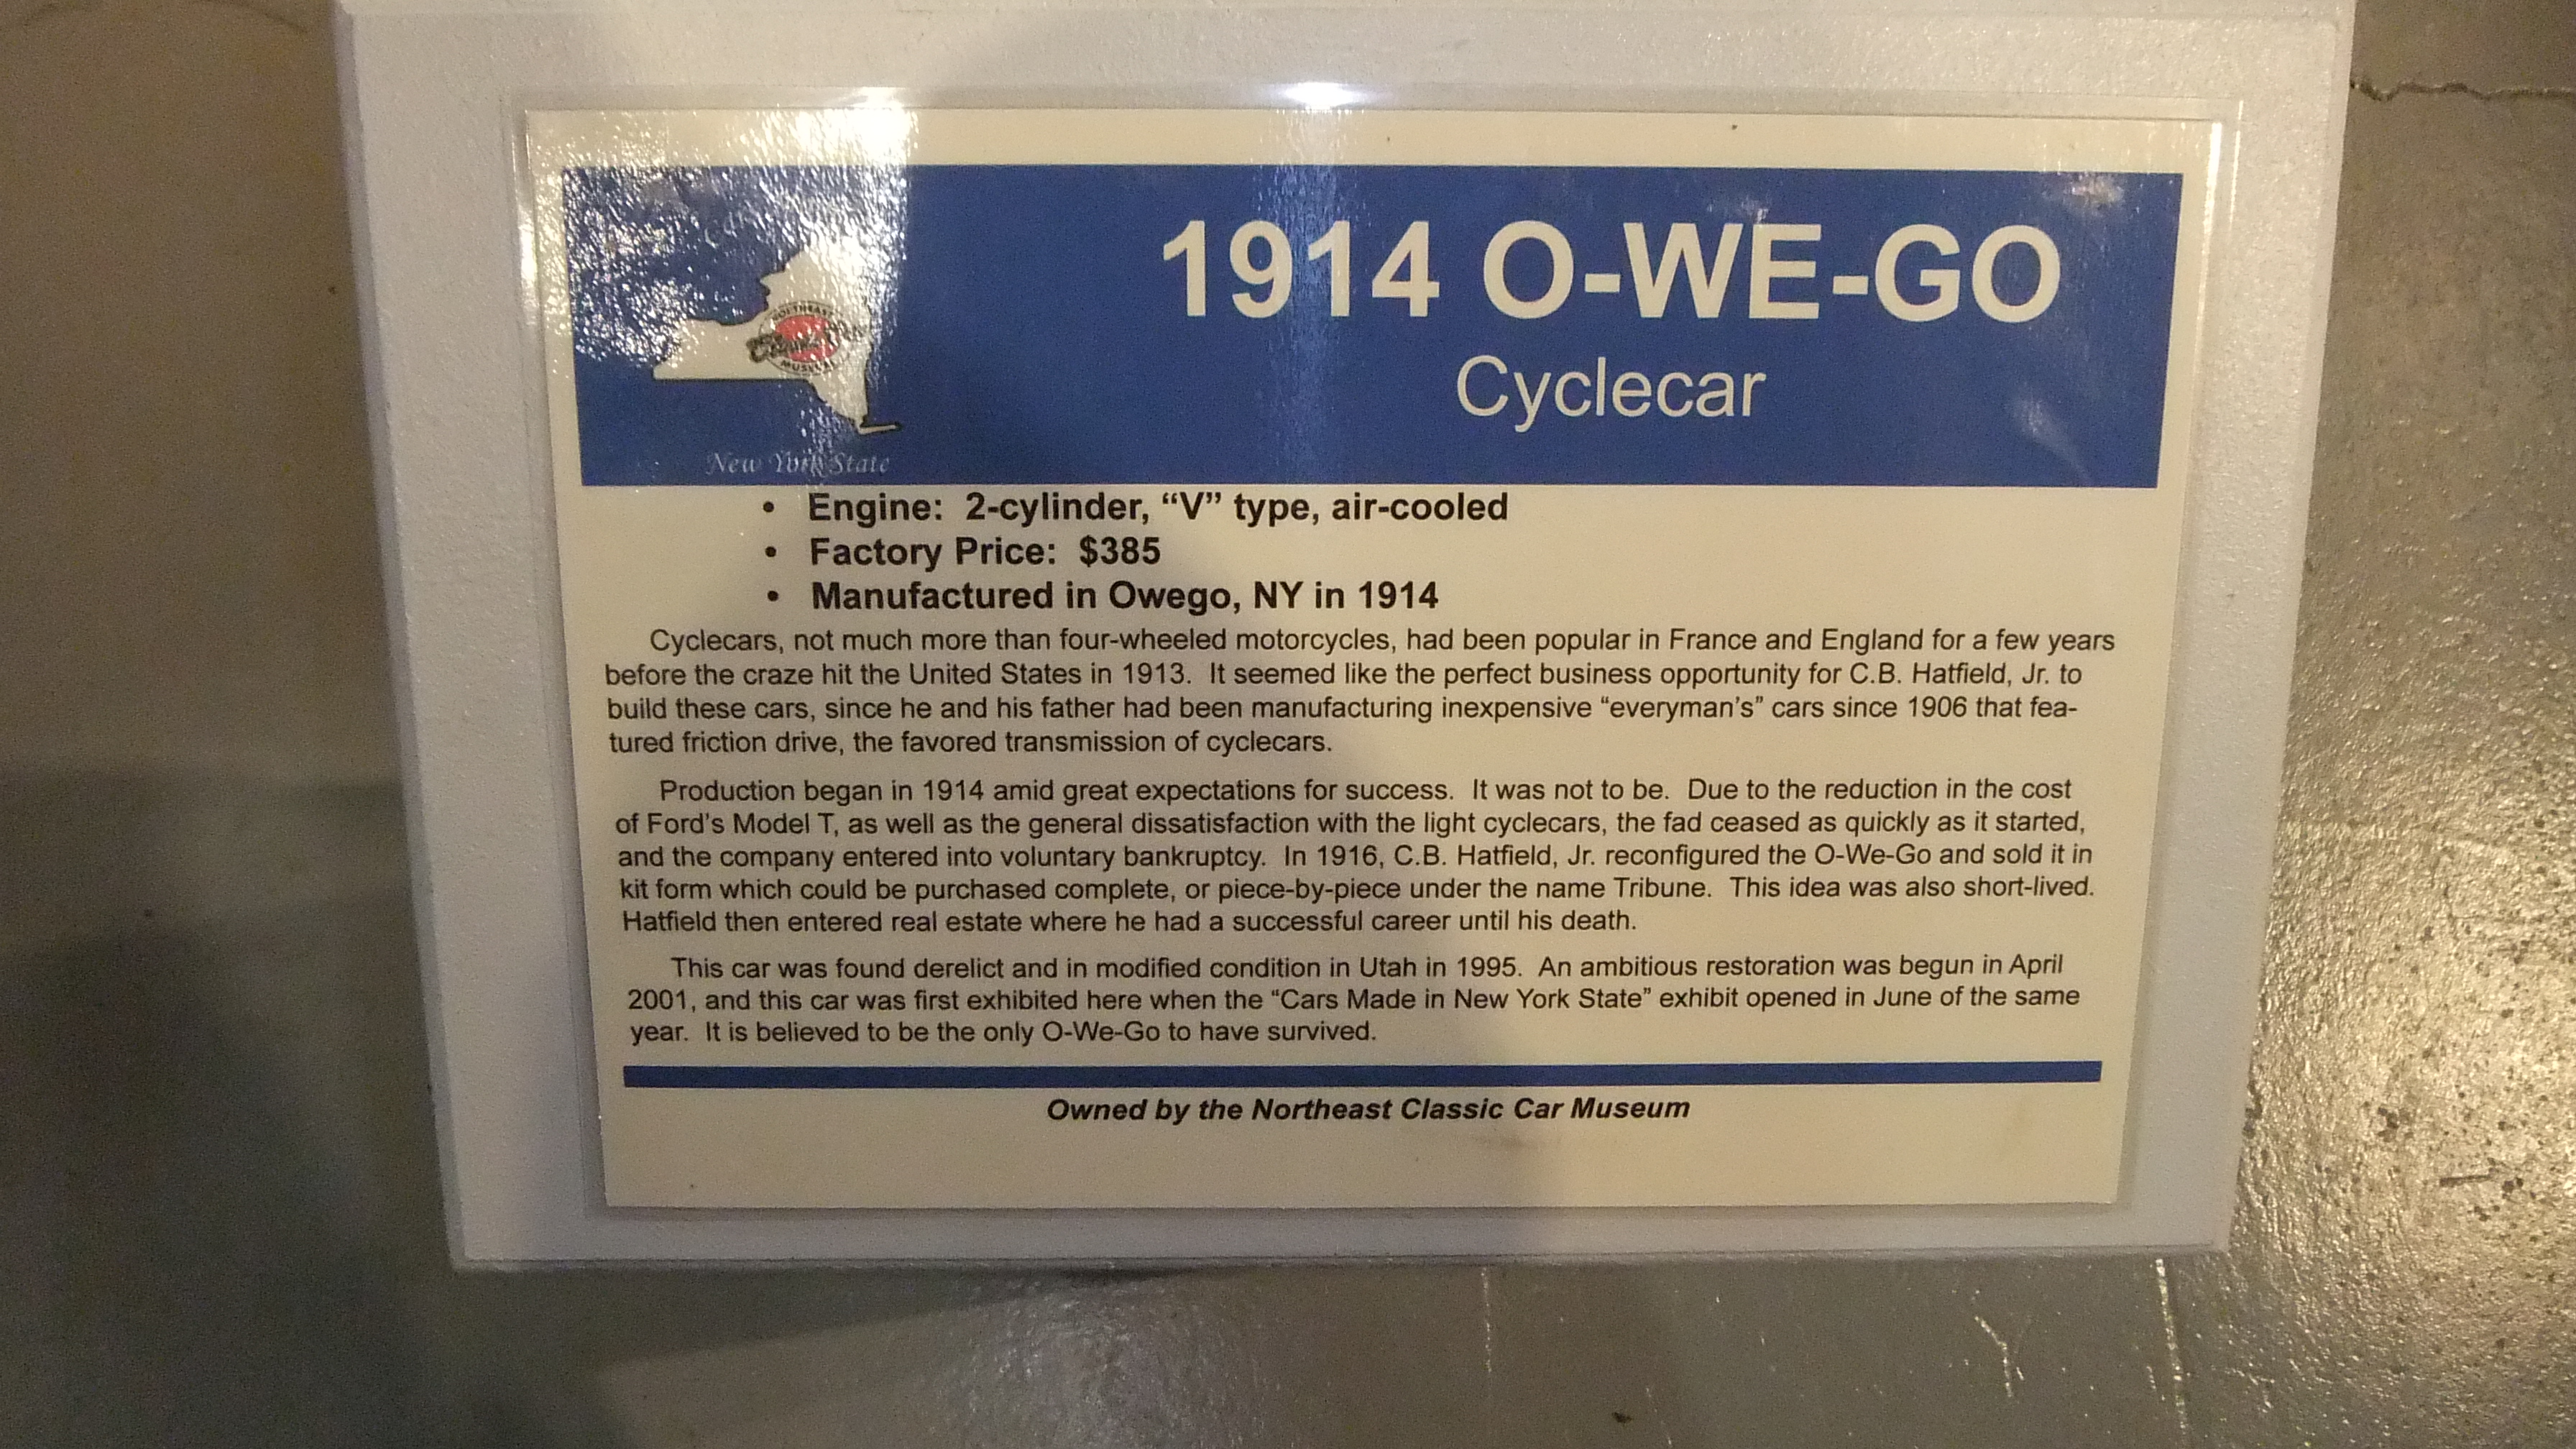 1914 O-WE-GO
Cyclecar
NORTHEAST
MUSEUM
New York State
• Engine: 2-cylinder, “V” type, air-cooled
• Factory Price: $385
• Manufactured in Owego, NY in 1914
Cyclecars, not much more than four-wheeled motorcycles, had been popular in France and England for a few years
before the craze hit the United States in 1913. It seemed like the perfect business opportunity for C.B. Hatfield, Jr. to
build these cars, since he and his father had been manufacturing inexpensive “everyman’s” cars since 1906 that fea-
tured friction drive, the favored transmission of cyclecars.
Production began in 1914 amid great expectations for success. It was not to be. Due to the reduction in the cost
of Ford’s Model T, as well as the general dissatisfaction with the light cyclecars, the fad ceased as quickly as it started,
and the company entered into voluntary bankruptcy. In 1916, C.B. Hatfield, Jr. reconfigured the O-We-Go and sold it in
kit form which could be purchased complete, or piece-by-piece under the name Tribune. This idea was also short-lived.
Hatfield then entered real estate where he had a successful career until his death.
This car was found derelict and in modified condition in Utah in 1995. An ambitious restoration was begun in April
2001, and this car was first exhibited here when the “Cars Made in New York State” exhibit opened in June of the same
year. It is believed to be the only O-We-Go to have survived.
Owned by the Northeast Classic Car Museum